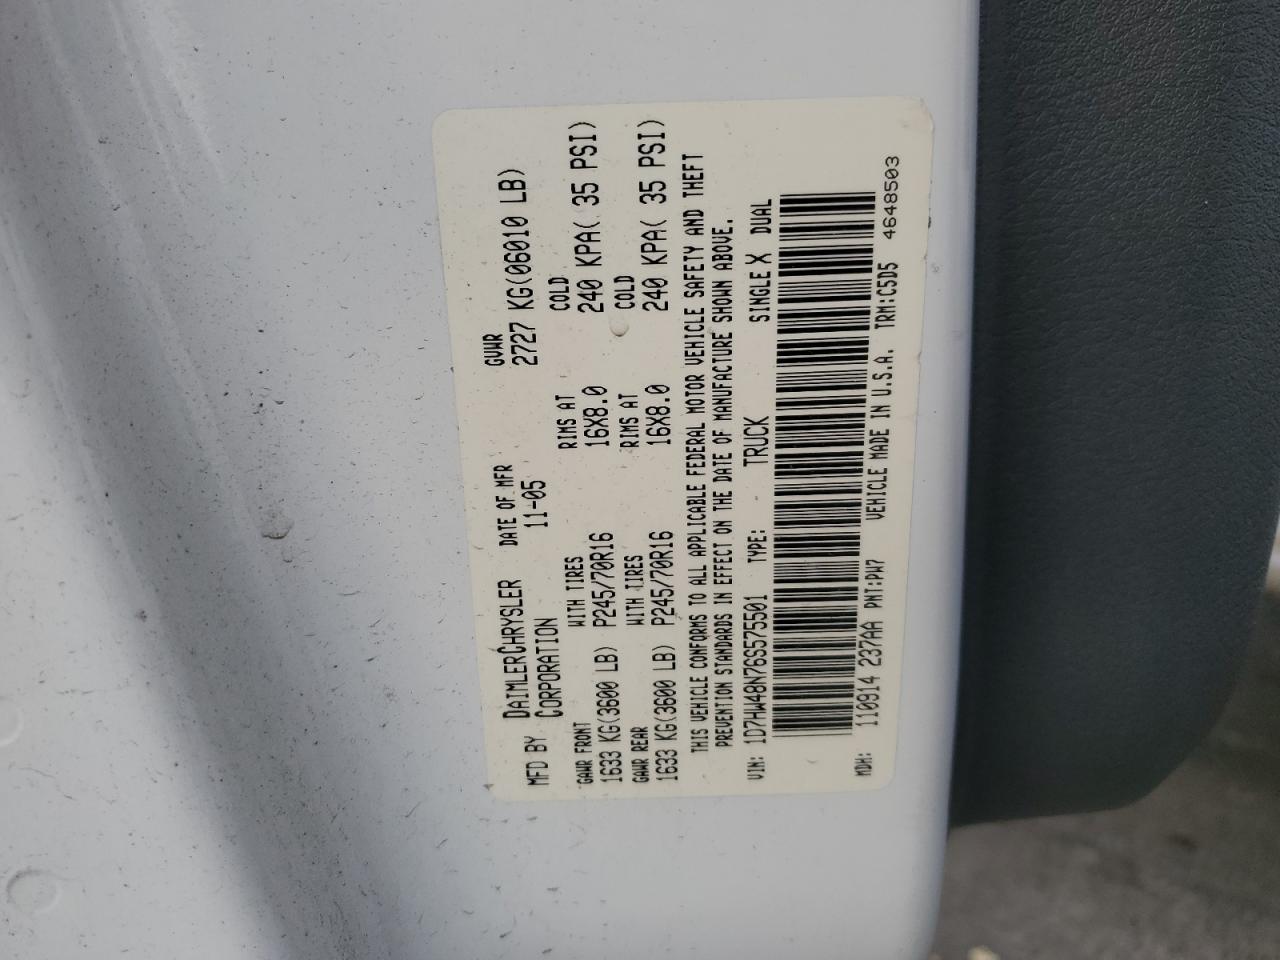 MFD BY DAIMLERCHRYSLER CORPORATION DATE OF MFR 11-05 GVWR 2727 KG(06010 LB)
GAWR FRONT WITH TIRES RIMS AT COLD
1633 KG(3600 LB) P245/70R16 16X8.0 240 KPA( 35 PSI)
GAWR REAR WITH TIRES RIMS AT COLD
1633 KG(3600 LB) P245/70R16 16X8.0 240 KPA( 35 PSI)
THIS VEHICLE CONFORMS TO ALL APPLICABLE FEDERAL MOTOR VEHICLE SAFETY AND THEFT
PREVENTION STANDARDS IN EFFECT ON THE DATE OF MANUFACTURE SHOWN ABOVE.
VIN: 1D7HW48N76S575501 TYPE: TRUCK SINGLE X DUAL
MDH: 110914 237AA PNT:PW7 VEHICLE MADE IN U.S.A. TRM:C5D5 4648503